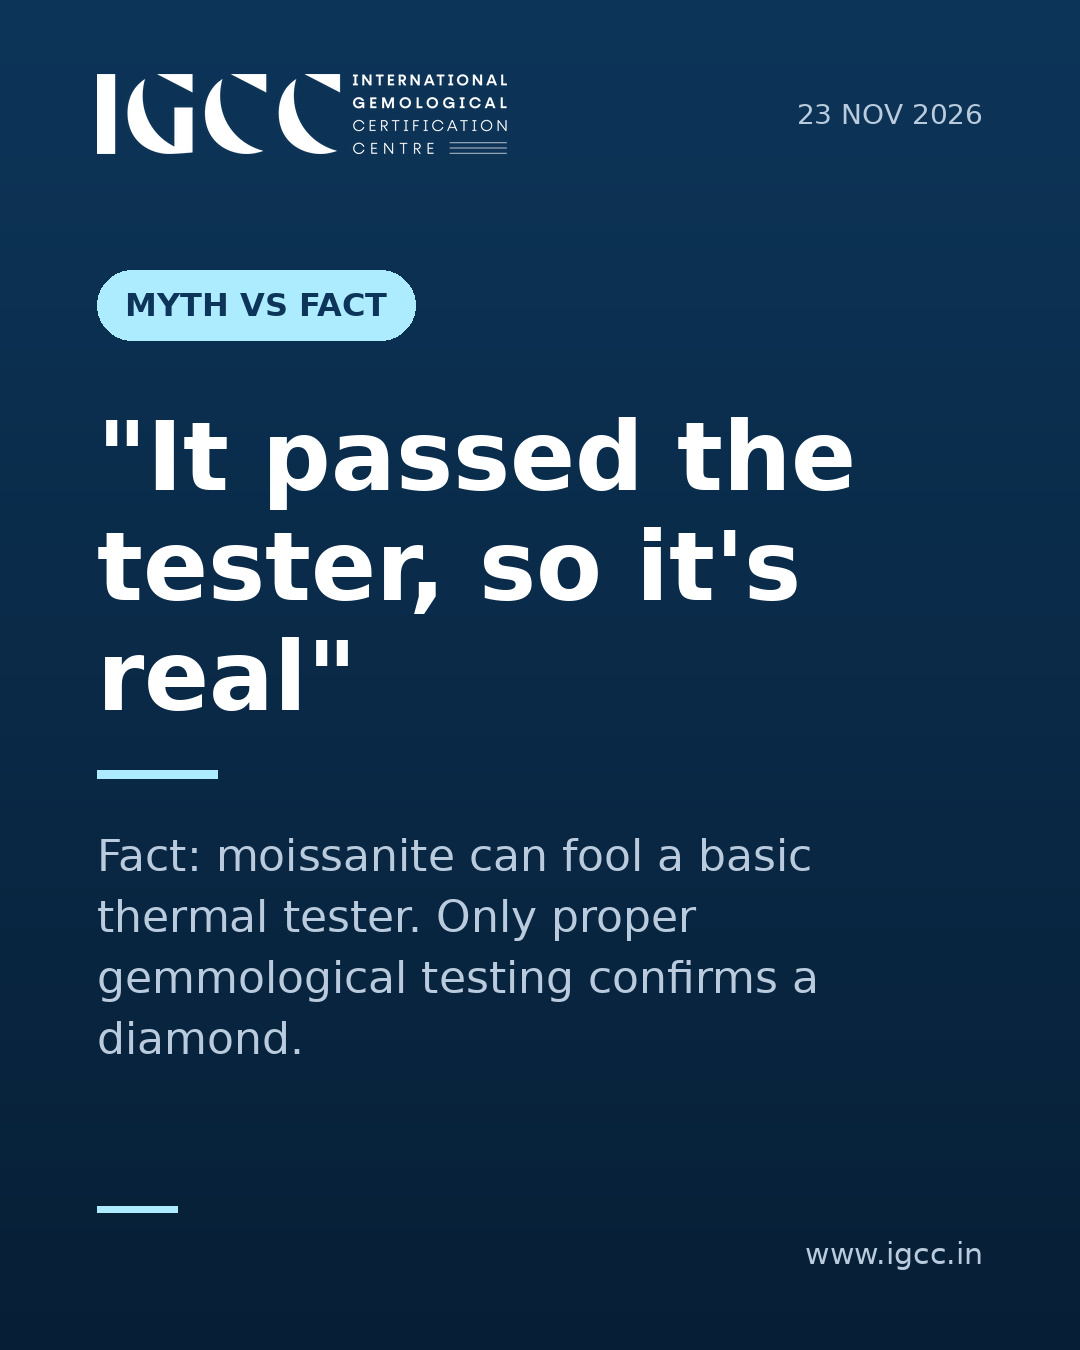 IGCC
INTERNATIONAL
GEMOLOGICAL
CERTIFICATION
CENTRE
23 NOV 2026
MYTH VS FACT
"It passed the
tester, so it's
real"
Fact: moissanite can fool a basic
thermal tester. Only proper
gemmological testing confirms a
diamond.
www.igcc.in